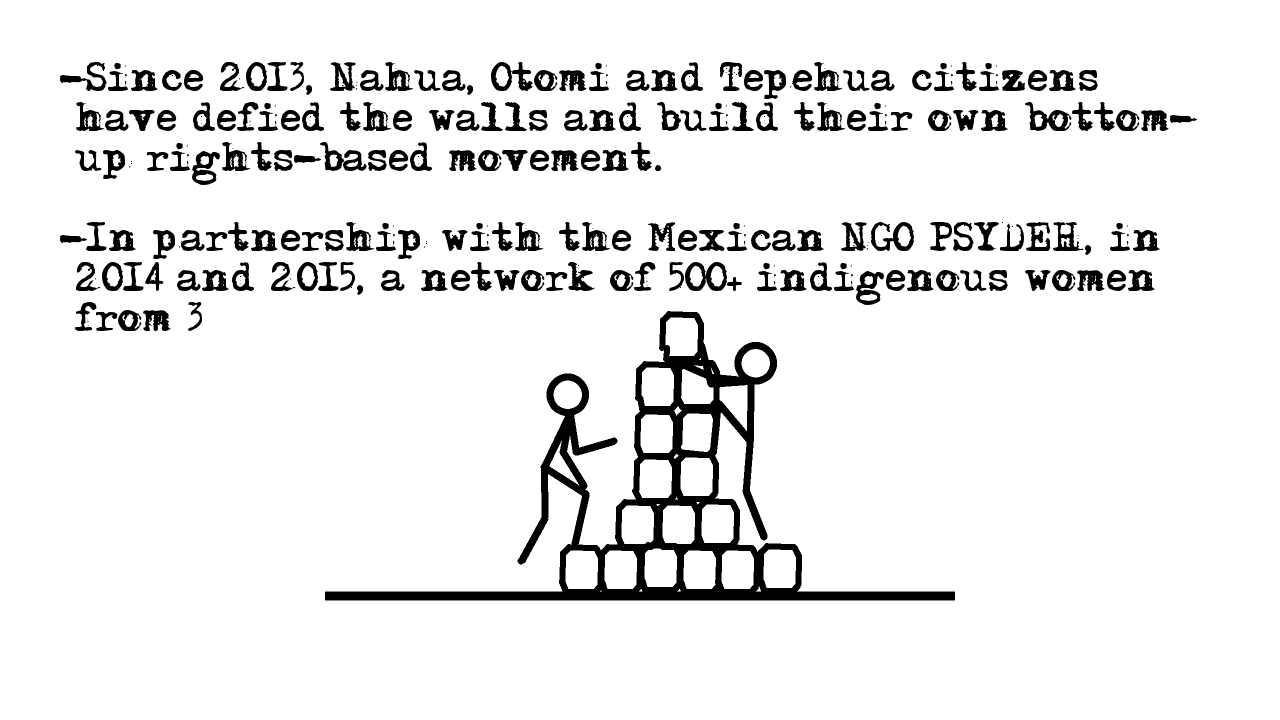 -Since 2013, Nahua, Otomi and Tepehua citizens
have defied the walls and build their own bottom-
up rights-based movement.
-In partnership with the Mexican NGO PSYDEH, in
2014 and 2015, a network of 500+ indigenous women
from 3